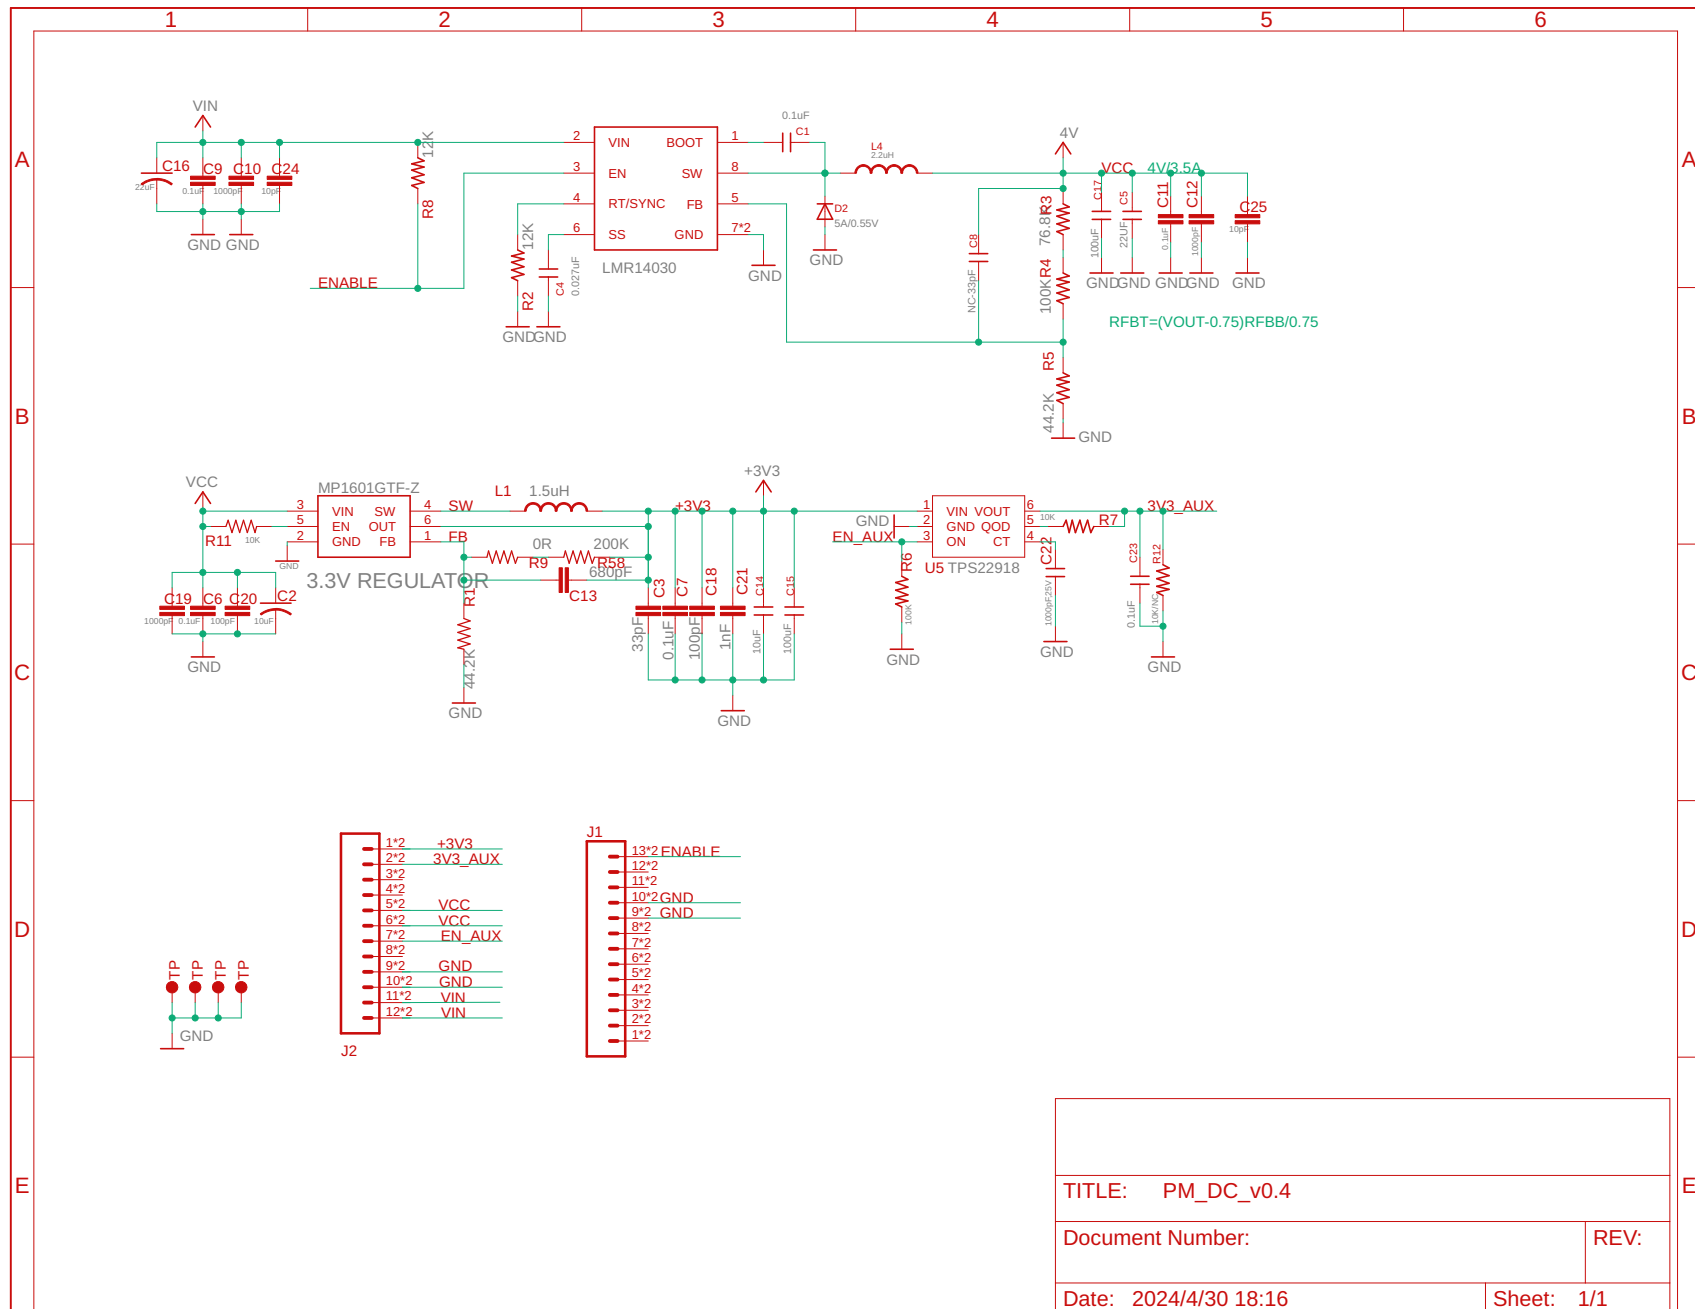 1 2 3 4 5 6
A A
B B
C C
D D
E E
VIN
C16
22uF
C9
0.1uF
C10
1000pF
C24
10pF
GND GND
12K
R8
ENABLE
2 VIN BOOT 1
3 EN SW 8
4 RT/SYNC FB 5
6 SS GND 7*2
LMR14030
12K
R2
C4
0.027uF
GND GND
0.1uF
C1
GND
D2
5A/0.55V
GND
L4
2.2uH
4V
VCC 4V/3.5A
C8
NC-33pF
R3
76.8K
R4
100K
R5
44.2K
GND
C17
100uF
C5
22UF
C11
0.1uF
C12
1000pF
C25
10pF
GND GND GND GND GND
RFBT=(VOUT-0.75)RFBB/0.75
VCC
MP1601GTF-Z
3 VIN SW 4 SW
5 EN OUT 6
2 GND FB 1 FB
R11
10K
GND
3.3V REGULATOR
C19
1000pF
C6
0.1uF
C20
100pF
C2
10uF
GND
L1 1.5uH
0R
R9
200K
R58
680pF
C13
R1
44.2K
GND
+3V3
+3V3
C3
33pF
C7
0.1uF
C18
100pF
C21
1nF
C14
10uF
C15
100uF
GND
GND
EN_AUX
1 VIN VOUT 6
2 GND QOD 5
3 ON CT 4
U5 TPS22918
R6
100K
GND
10K
R7
3V3_AUX
C22
1000pF,25V
GND
C23
0.1uF
R12
10K/NC
GND
1*2 +3V3
2*2 3V3_AUX
3*2
4*2
5*2 VCC
6*2 VCC
7*2 EN_AUX
8*2
9*2 GND
10*2 GND
11*2 VIN
12*2 VIN
J2
J1
13*2 ENABLE
12*2
11*2
10*2 GND
9*2 GND
8*2
7*2
6*2
5*2
4*2
3*2
2*2
1*2
TP TP TP TP
GND
TITLE: PM_DC_v0.4
Document Number:
REV:
Date: 2024/4/30 18:16
Sheet: 1/1